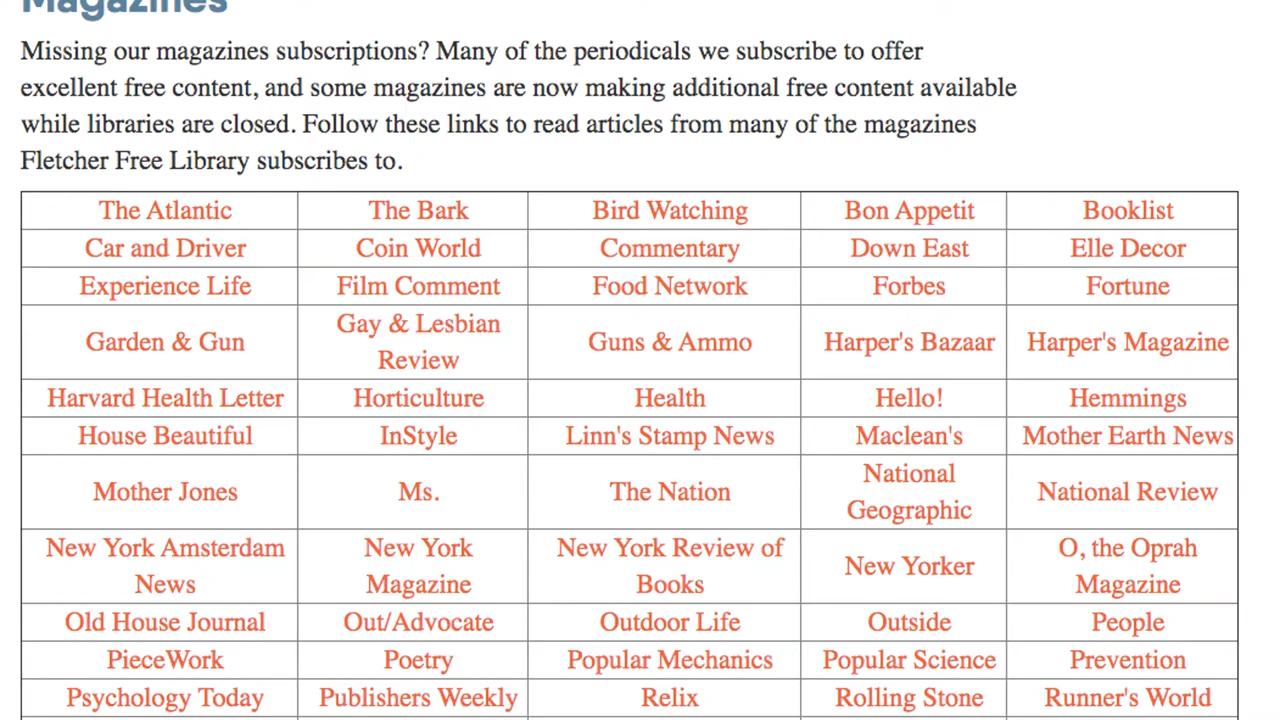 Magazines
Missing our magazines subscriptions? Many of the periodicals we subscribe to offer
excellent free content, and some magazines are now making additional free content available
while libraries are closed. Follow these links to read articles from many of the magazines
Fletcher Free Library subscribes to.
The Atlantic The Bark Bird Watching Bon Appetit Booklist
Car and Driver Coin World Commentary Down East Elle Decor
Experience Life Film Comment Food Network Forbes Fortune
Garden & Gun Gay & Lesbian Review Guns & Ammo Harper's Bazaar Harper's Magazine
Harvard Health Letter Horticulture Health Hello! Hemmings
House Beautiful InStyle Linn's Stamp News Maclean's Mother Earth News
Mother Jones Ms. The Nation National Geographic National Review
New York Amsterdam News New York Magazine New York Review of Books New Yorker O, the Oprah Magazine
Old House Journal Out/Advocate Outdoor Life Outside People
PieceWork Poetry Popular Mechanics Popular Science Prevention
Psychology Today Publishers Weekly Relix Rolling Stone Runner's World